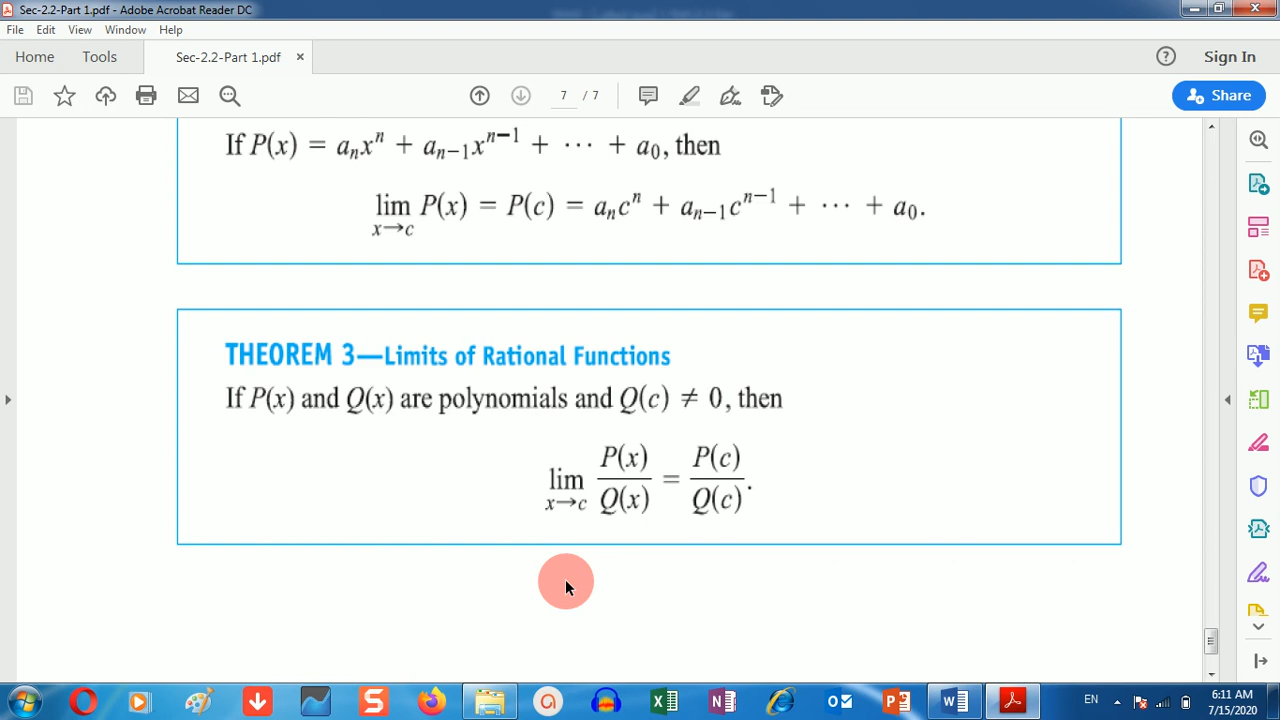 Sec-2.2-Part 1.pdf - Adobe Acrobat Reader DC
File Edit View Window Help
Home Tools Sec-2.2-Part 1.pdf × ? Sign In
7 / 7 Share
If P(x) = aₙxⁿ + aₙ₋₁xⁿ⁻¹ + ⋯ + a₀, then
lim P(x) = P(c) = aₙcⁿ + aₙ₋₁cⁿ⁻¹ + ⋯ + a₀.
x→c
THEOREM 3—Limits of Rational Functions
If P(x) and Q(x) are polynomials and Q(c) ≠ 0, then
lim P(x)/Q(x) = P(c)/Q(c).
x→c
EN 6:11 AM
7/15/2020